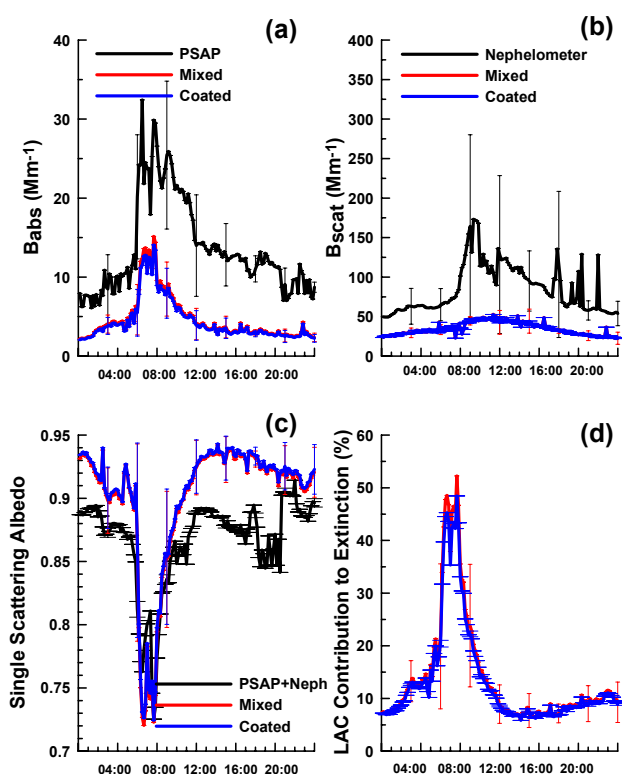 (a)
PSAP
Mixed
Coated
Babs (Mm-1)
40
30
20
10
0
04:00 08:00 12:00 16:00 20:00
(b)
Nephelometer
Mixed
Coated
Bscat (Mm-1)
400
350
300
250
200
150
100
50
0
04:00 08:00 12:00 16:00 20:00
(c)
Single Scattering Albedo
0.95
0.9
0.85
0.8
0.75
0.7
PSAP+Neph
Mixed
Coated
04:00 08:00 12:00 16:00 20:00
(d)
LAC Contribution to Extinction (%)
60
50
40
30
20
10
0
04:00 08:00 12:00 16:00 20:00